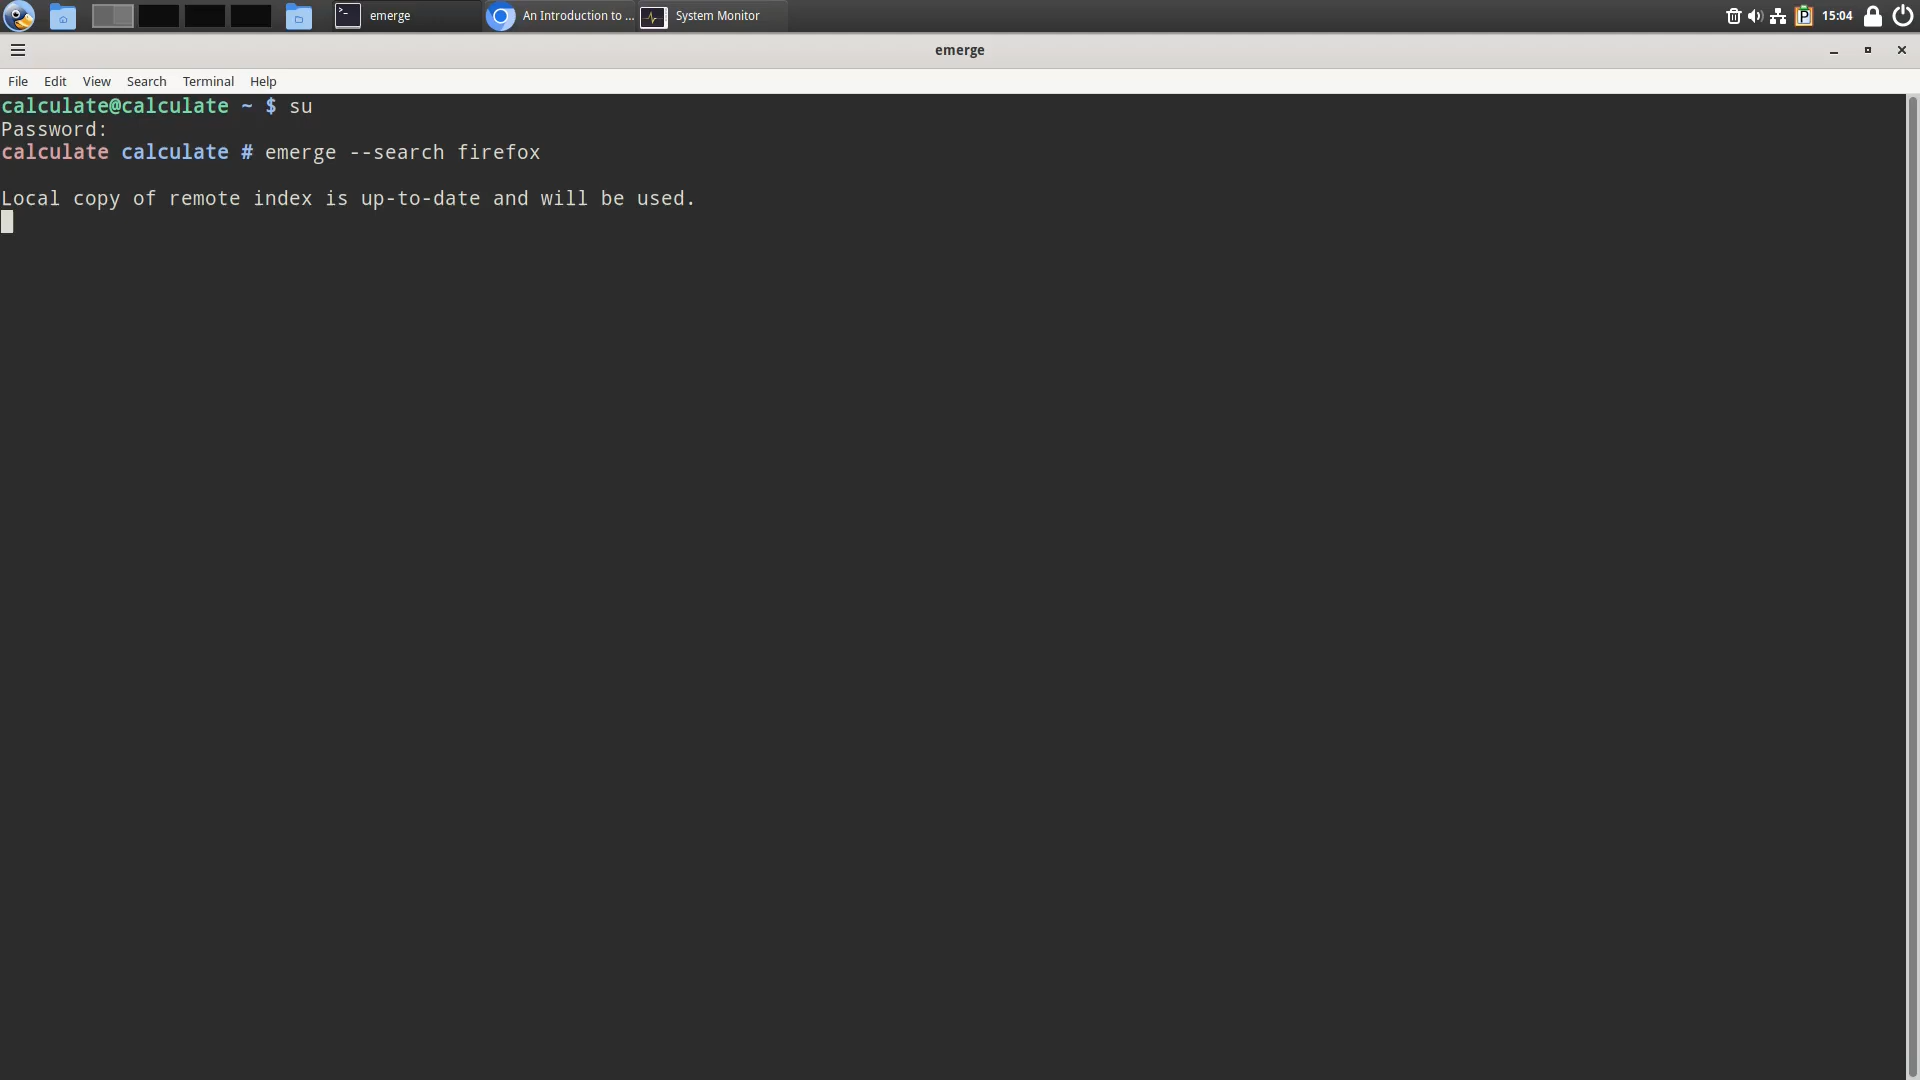 emerge
An Introduction to ...
System Monitor
15:04
emerge
File Edit View Search Terminal Help
calculate@calculate ~ $ su
Password:
calculate calculate # emerge --search firefox
Local copy of remote index is up-to-date and will be used.